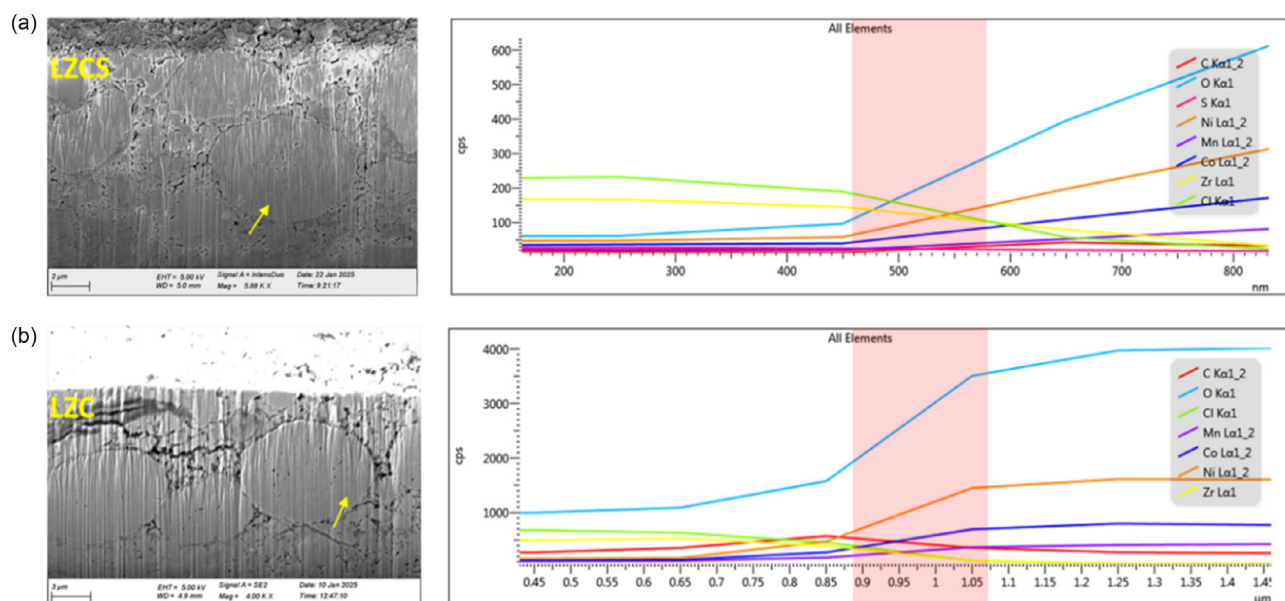 (a)
LZCS
2 µm
EHT = 5.00 kV
WD = 5.0 mm
Signal A = InlensDuo
Mag = 5.88 K X
Date: 22 Jan 2025
Time: 9:21:17
All Elements
600
500
400
300
200
100
cps
200 300 400 500 600 700 800
nm
C Kα1_2
O Kα1
S Kα1
Ni Lα1_2
Mn Lα1_2
Co Lα1_2
Zr Lα1
Cl Kα1
(b)
LZC
3 µm
EHT = 5.00 kV
WD = 4.9 mm
Signal A = SE2
Mag = 4.00 K X
Date: 10 Jan 2025
Time: 12:47:10
All Elements
4000
3000
2000
1000
cps
0.45 0.5 0.55 0.6 0.65 0.7 0.75 0.8 0.85 0.9 0.95 1 1.05 1.1 1.15 1.2 1.25 1.3 1.35 1.4 1.45
µm
C Kα1_2
O Kα1
Cl Kα1
Mn Lα1_2
Co Lα1_2
Ni Lα1_2
Zr Lα1